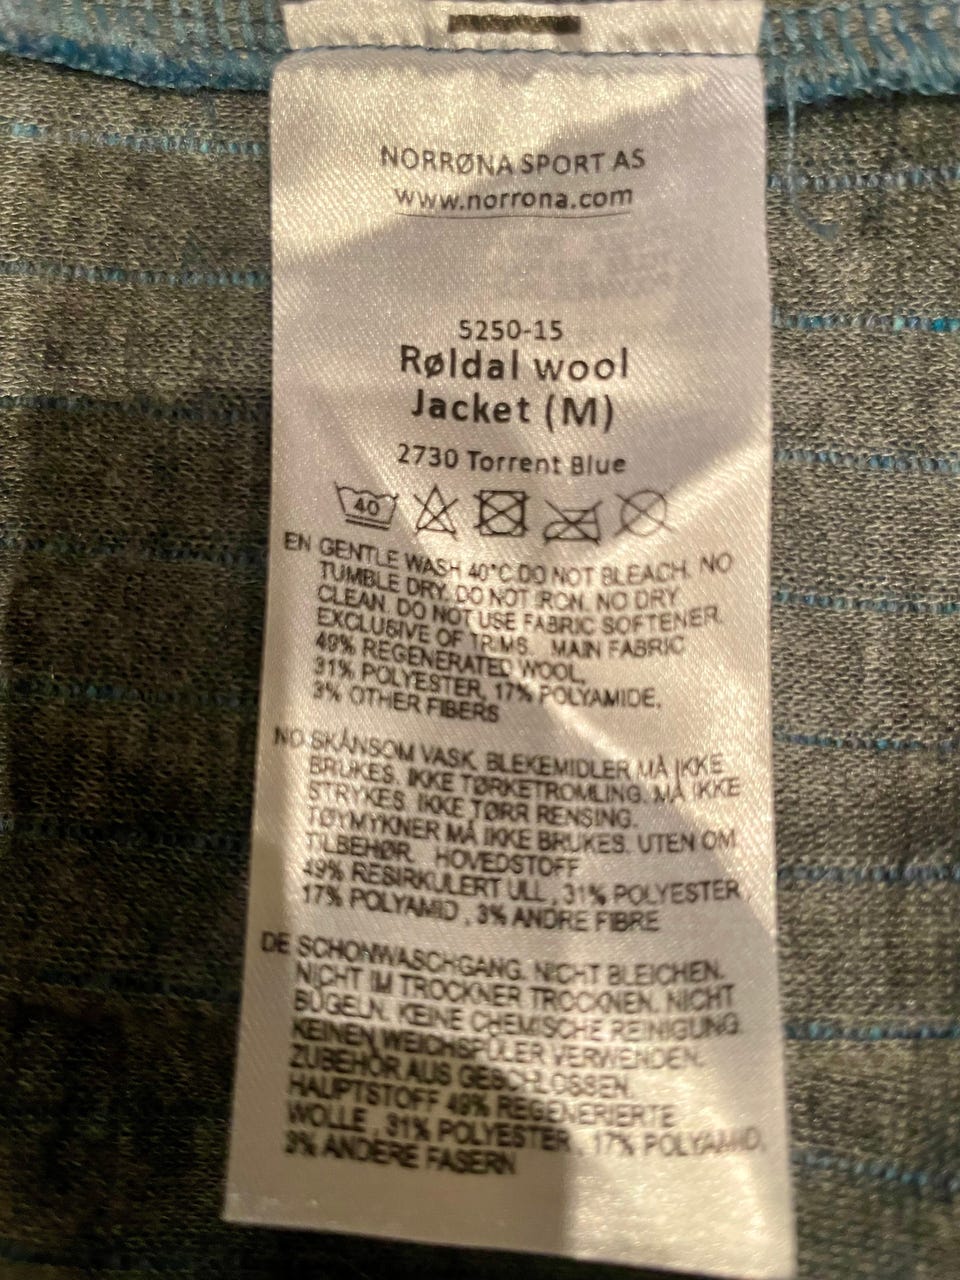 NORRØNA SPORT AS
www.norrona.com
5250-15
Røldal wool
Jacket (M)
2730 Torrent Blue
40
EN GENTLE WASH 40°C.DO NOT BLEACH. NO
TUMBLE DRY. DO NOT IRON. NO DRY
CLEAN. DO NOT USE FABRIC SOFTENER.
EXCLUSIVE OF TRIMS. MAIN FABRIC
49% REGENERATED WOOL,
31% POLYESTER, 17% POLYAMIDE,
3% OTHER FIBERS
NO SKÅNSOM VASK. BLEKEMIDLER MÅ IKKE
BRUKES. IKKE TØRKETROMLING. MÅ IKKE
STRYKES. IKKE TØRR RENSING.
TØYMYKNER MÅ IKKE BRUKES. UTEN OM
TILBEHØR. HOVEDSTOFF
49% RESIRKULERT ULL , 31% POLYESTER
17% POLYAMID , 3% ANDRE FIBRE
DE SCHONWASCHGANG. NICHT BLEICHEN.
NICHT IM TROCKNER TROCKNEN. NICHT
BÜGELN. KEINE CHEMISCHE REINIGUNG.
KEINEN WEICHSPÜLER VERWENDEN.
ZUBEHÖR AUS GESCHLOSSEN.
HAUPTSTOFF 49% REGENERIERTE
WOLLE , 31% POLYESTER , 17% POLYAMID,
3% ANDERE FASERN